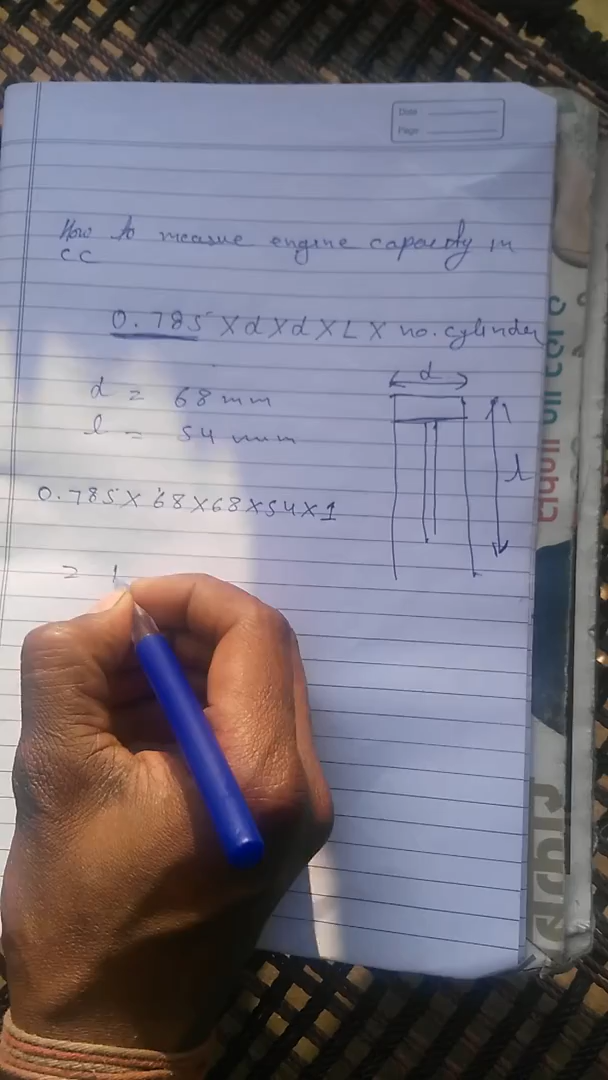 Date
Page
How to measue engine capacity in
cc
0.785 X d X d X L X no. cylinder
d
d = 68 mm
l = 54 mm
l
0.785 X 68 X 68 X 54 X 1
= 1